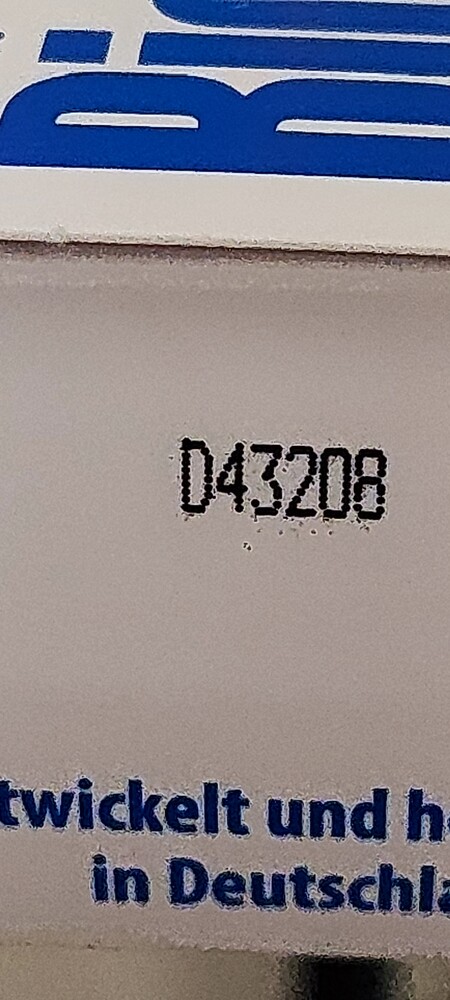 D43208
twickelt und h
in Deutschla